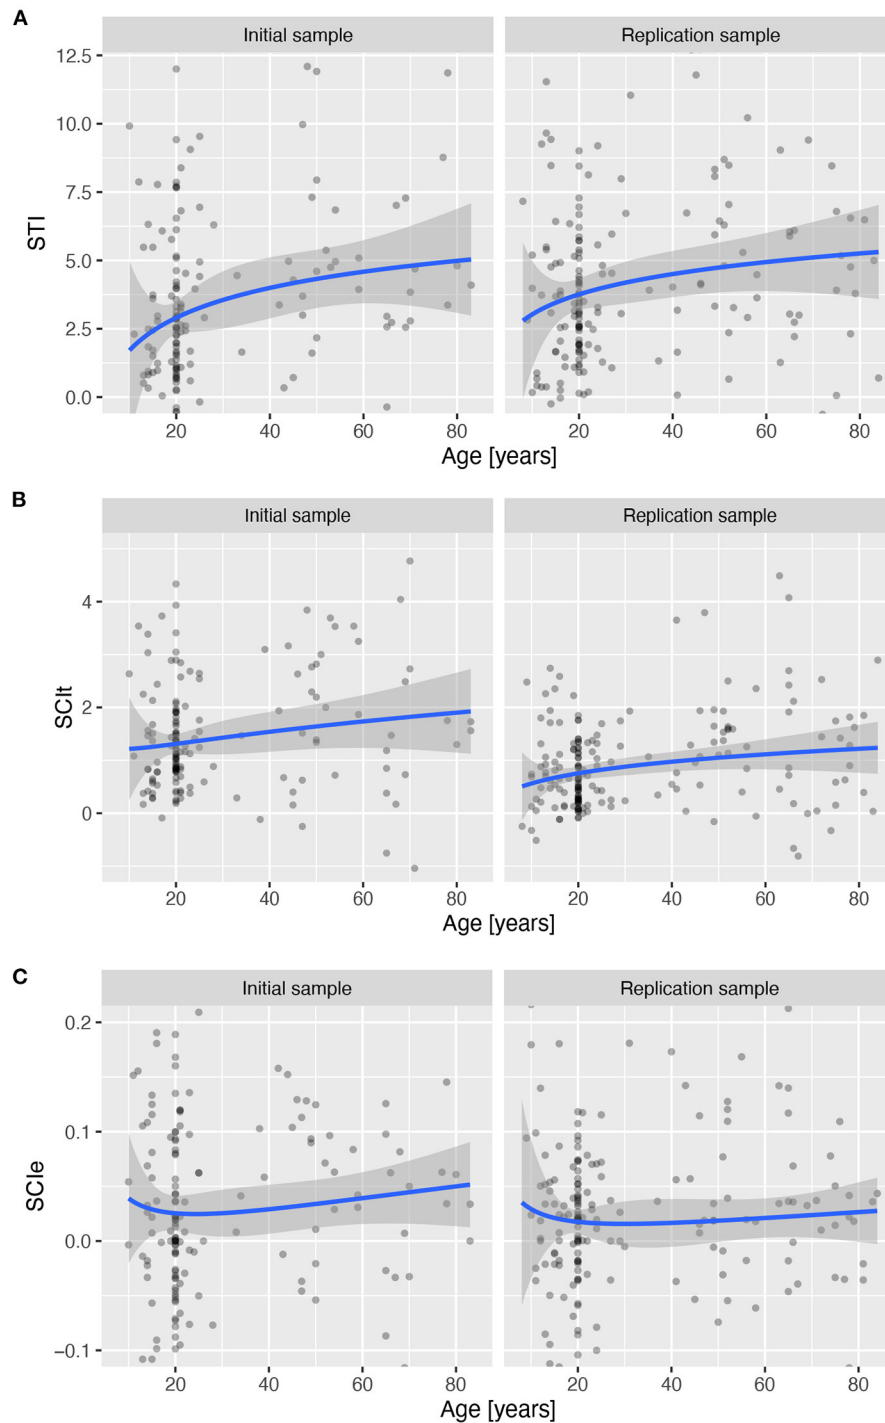 A
Initial sample
Replication sample
12.5
10.0
7.5
5.0
2.5
0.0
STI
20 40 60 80 20 40 60 80
Age [years]
B
Initial sample
Replication sample
4
2
0
SCIt
20 40 60 80 20 40 60 80
Age [years]
C
Initial sample
Replication sample
0.2
0.1
0.0
−0.1
SCIe
20 40 60 80 20 40 60 80
Age [years]